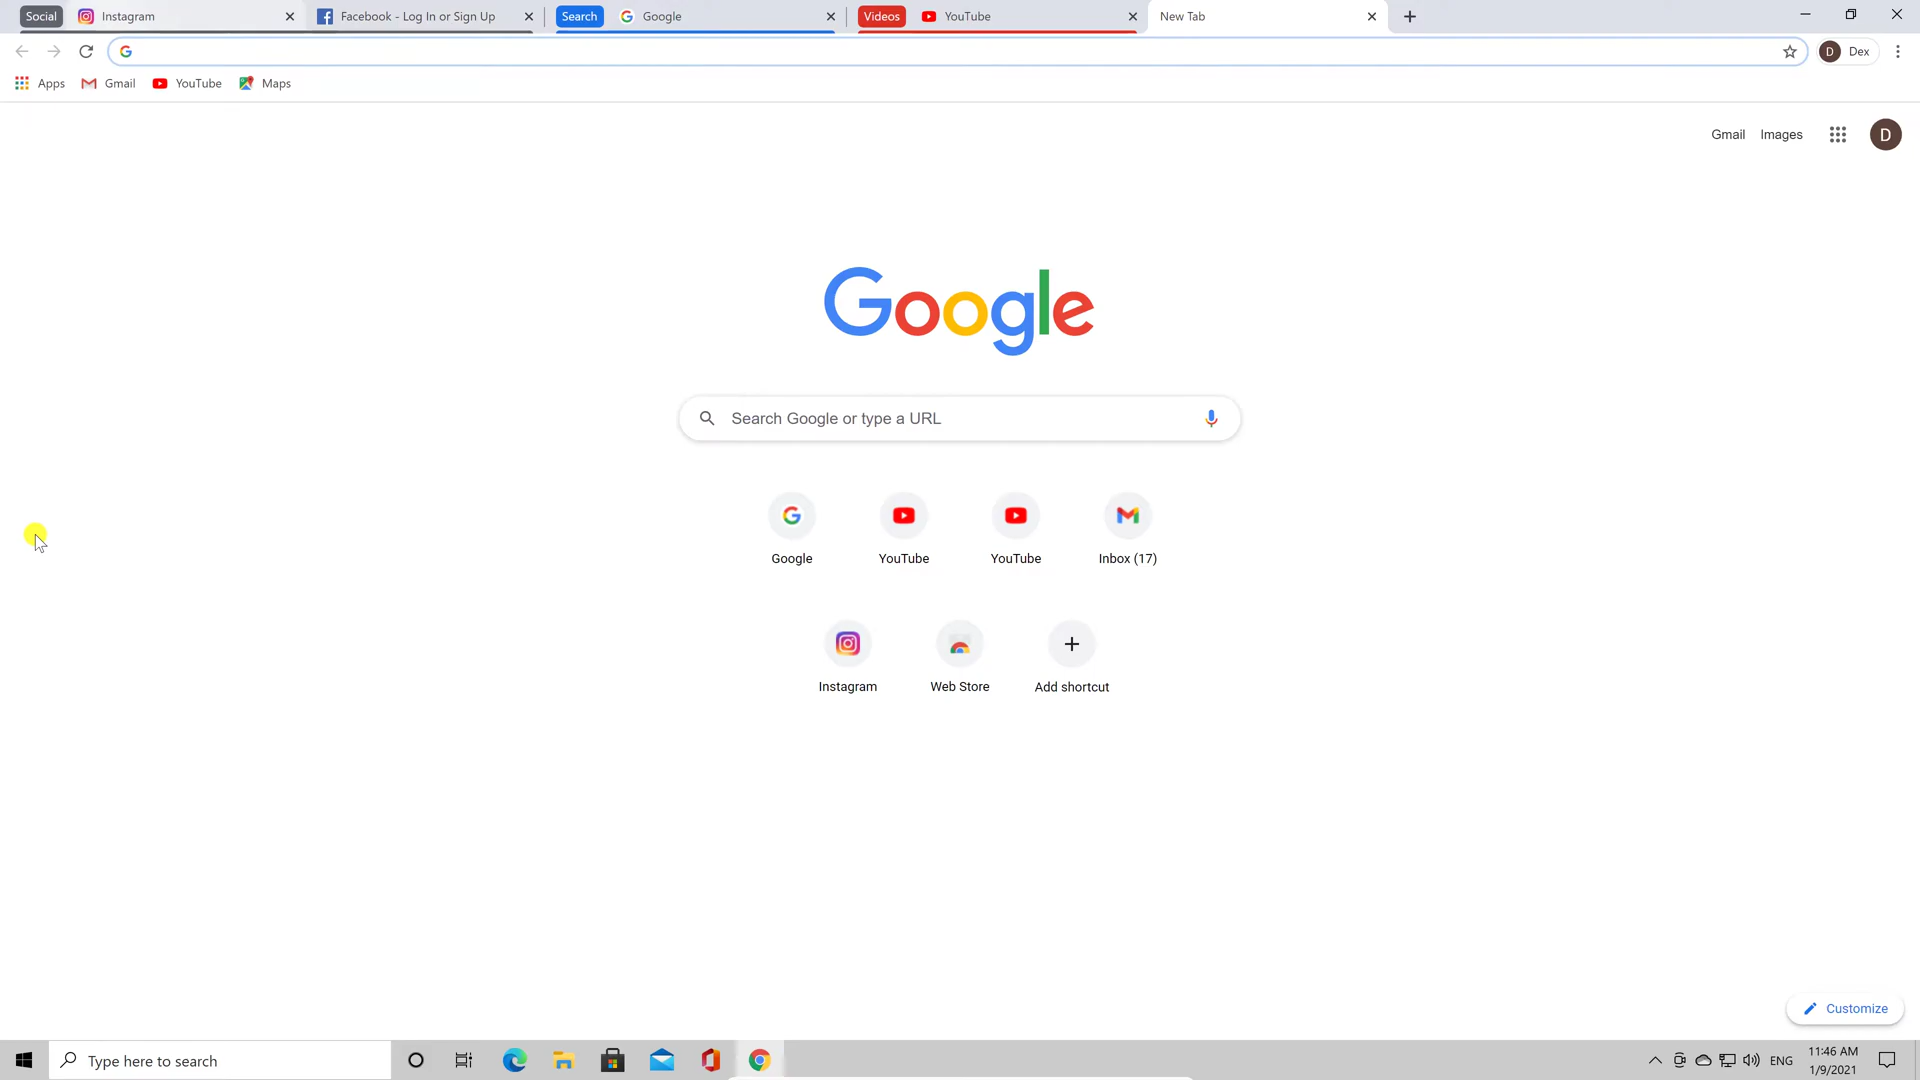 Social Instagram Facebook - Log In or Sign Up Search Google Videos YouTube New Tab
D Dex
Apps Gmail YouTube Maps
Gmail Images D
Google
Search Google or type a URL
Google YouTube YouTube Inbox (17)
Instagram Web Store Add shortcut
Customize
Type here to search ENG 11:46 AM
1/9/2021